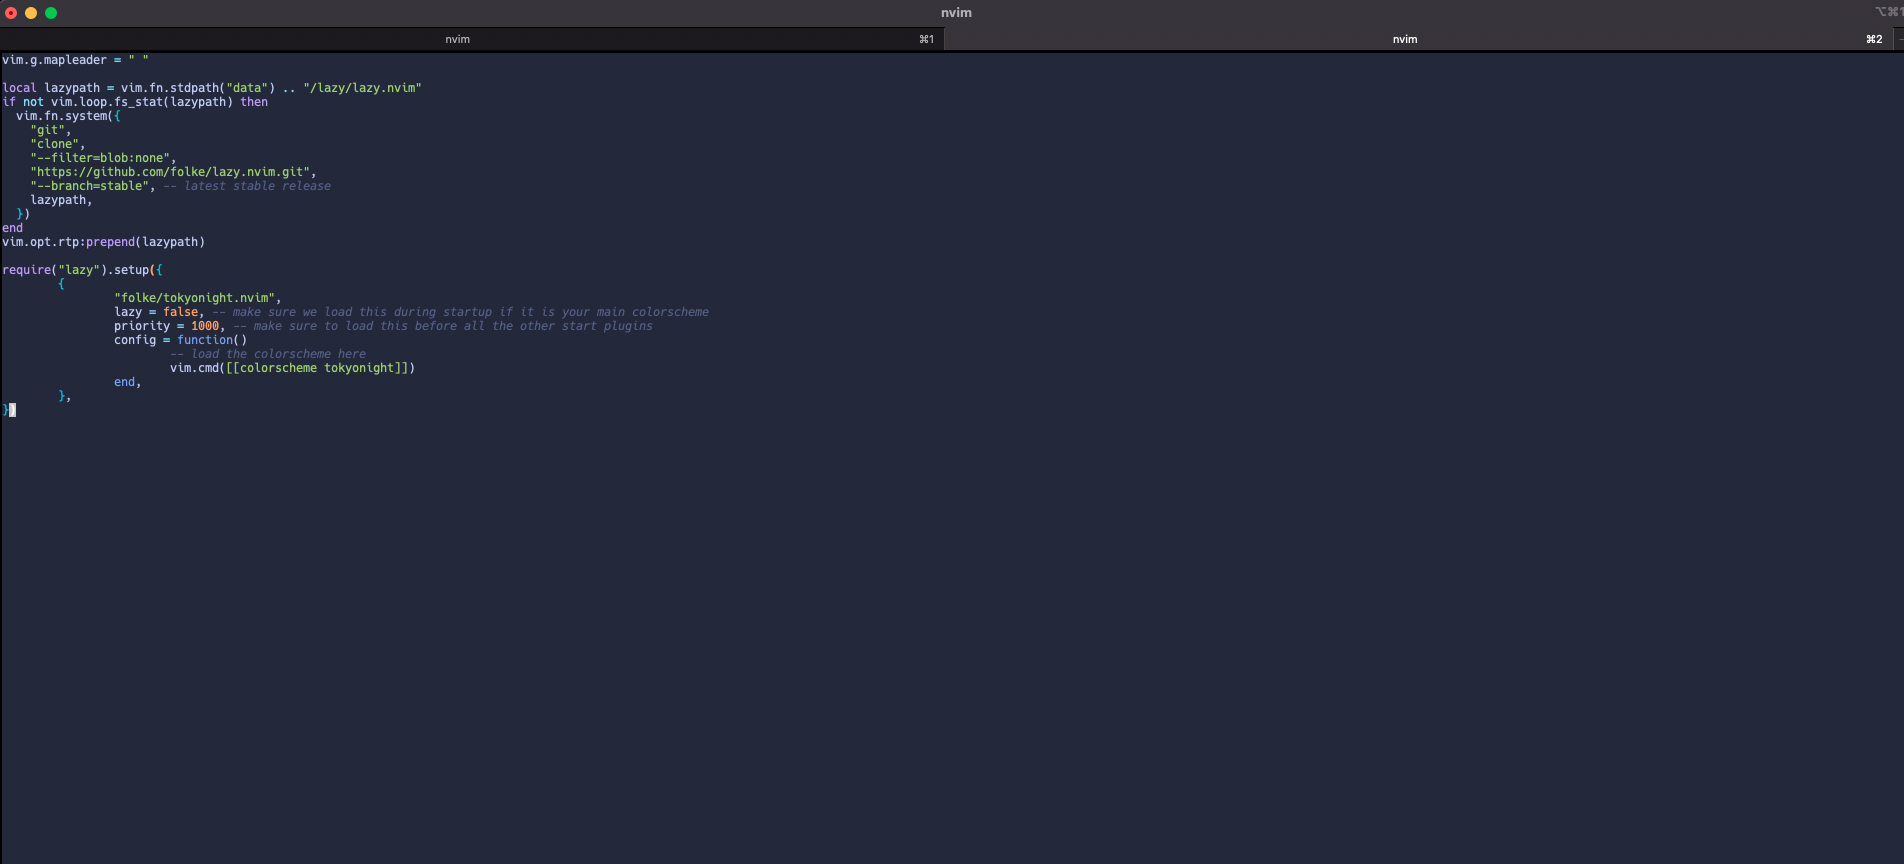 nvim
⌥⌘1
nvim ⌘1 nvim ⌘2
vim.g.mapleader = " "
local lazypath = vim.fn.stdpath("data") .. "/lazy/lazy.nvim"
if not vim.loop.fs_stat(lazypath) then
  vim.fn.system({
    "git",
    "clone",
    "--filter=blob:none",
    "https://github.com/folke/lazy.nvim.git",
    "--branch=stable", -- latest stable release
    lazypath,
  })
end
vim.opt.rtp:prepend(lazypath)
require("lazy").setup({
        {
                "folke/tokyonight.nvim",
                lazy = false, -- make sure we load this during startup if it is your main colorscheme
                priority = 1000, -- make sure to load this before all the other start plugins
                config = function()
                        -- load the colorscheme here
                        vim.cmd([[colorscheme tokyonight]])
                end,
        },
})